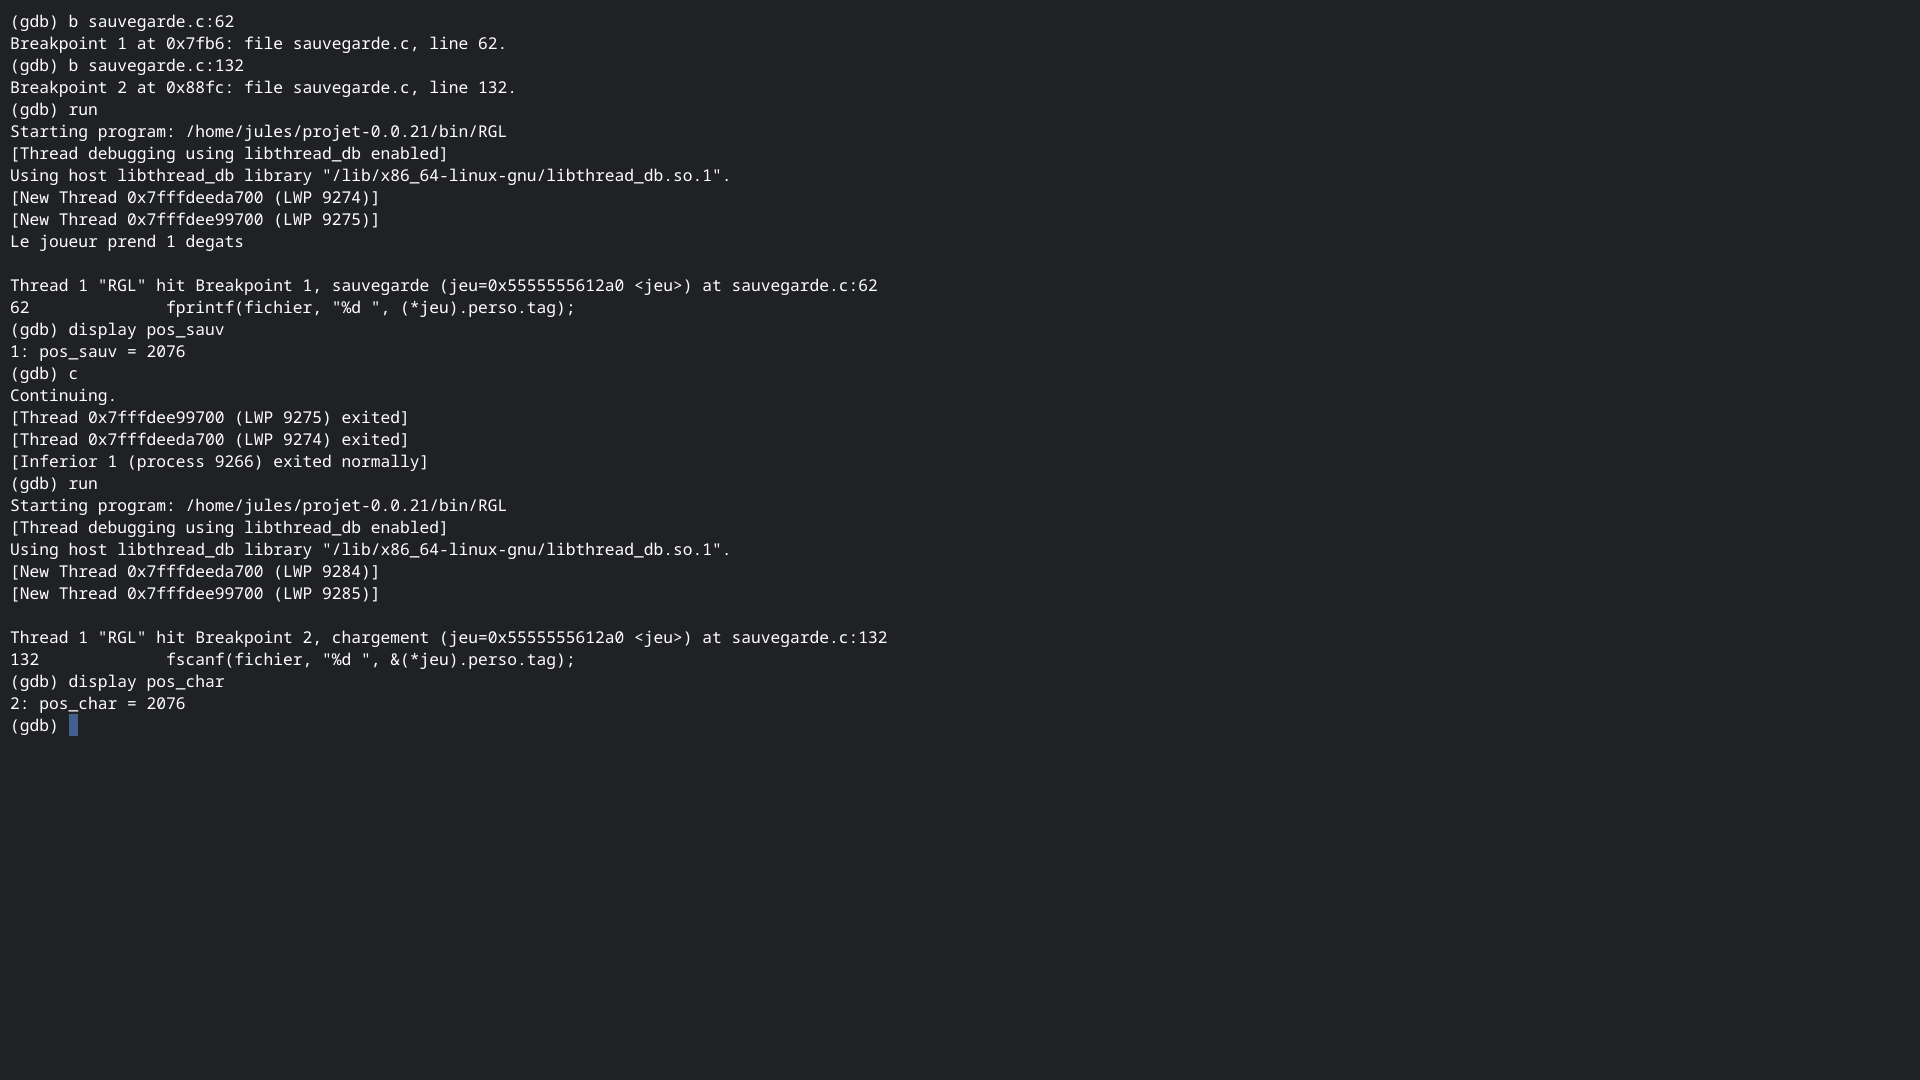 (gdb) b sauvegarde.c:62
Breakpoint 1 at 0x7fb6: file sauvegarde.c, line 62.
(gdb) b sauvegarde.c:132
Breakpoint 2 at 0x88fc: file sauvegarde.c, line 132.
(gdb) run
Starting program: /home/jules/projet-0.0.21/bin/RGL
[Thread debugging using libthread_db enabled]
Using host libthread_db library "/lib/x86_64-linux-gnu/libthread_db.so.1".
[New Thread 0x7fffdeeda700 (LWP 9274)]
[New Thread 0x7fffdee99700 (LWP 9275)]
Le joueur prend 1 degats
Thread 1 "RGL" hit Breakpoint 1, sauvegarde (jeu=0x5555555612a0 <jeu>) at sauvegarde.c:62
62              fprintf(fichier, "%d ", (*jeu).perso.tag);
(gdb) display pos_sauv
1: pos_sauv = 2076
(gdb) c
Continuing.
[Thread 0x7fffdee99700 (LWP 9275) exited]
[Thread 0x7fffdeeda700 (LWP 9274) exited]
[Inferior 1 (process 9266) exited normally]
(gdb) run
Starting program: /home/jules/projet-0.0.21/bin/RGL
[Thread debugging using libthread_db enabled]
Using host libthread_db library "/lib/x86_64-linux-gnu/libthread_db.so.1".
[New Thread 0x7fffdeeda700 (LWP 9284)]
[New Thread 0x7fffdee99700 (LWP 9285)]
Thread 1 "RGL" hit Breakpoint 2, chargement (jeu=0x5555555612a0 <jeu>) at sauvegarde.c:132
132             fscanf(fichier, "%d ", &(*jeu).perso.tag);
(gdb) display pos_char
2: pos_char = 2076
(gdb)